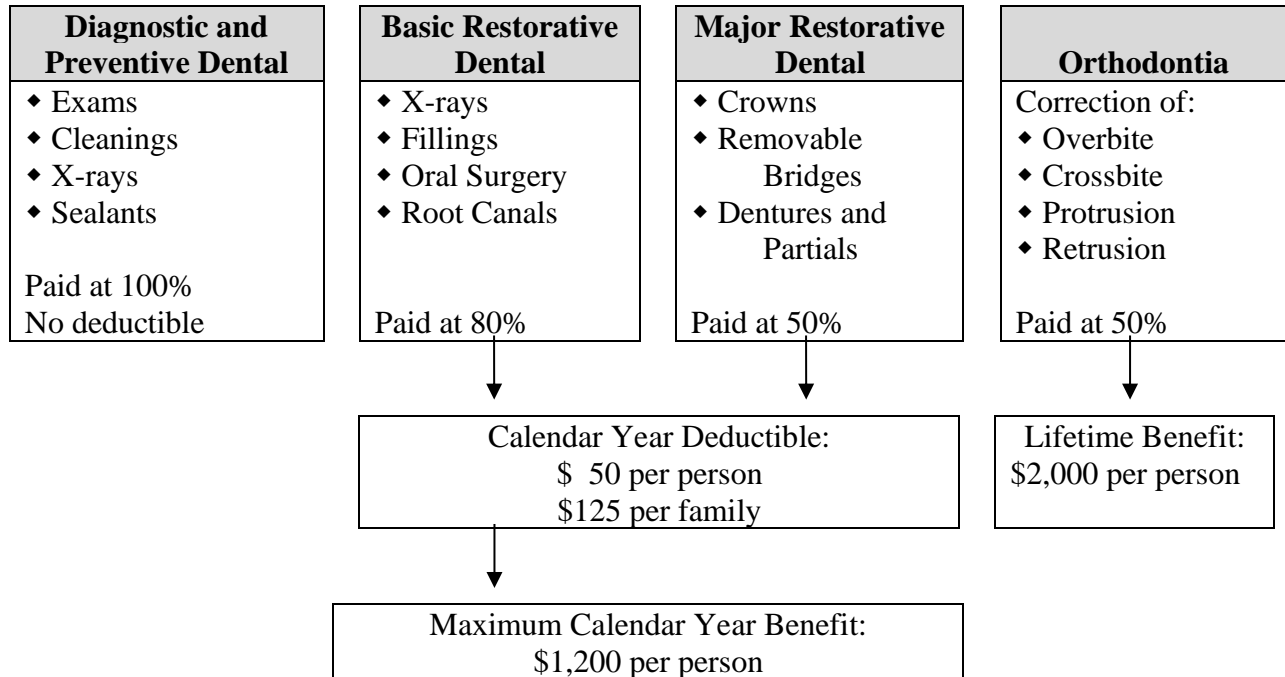 Diagnostic and
Preventive Dental
◆ Exams
◆ Cleanings
◆ X-rays
◆ Sealants
Paid at 100%
No deductible
Basic Restorative
Dental
◆ X-rays
◆ Fillings
◆ Oral Surgery
◆ Root Canals
Paid at 80%
Major Restorative
Dental
◆ Crowns
◆ Removable
Bridges
◆ Dentures and
Partials
Paid at 50%
Orthodontia
Correction of:
◆ Overbite
◆ Crossbite
◆ Protrusion
◆ Retrusion
Paid at 50%
Calendar Year Deductible:
$ 50 per person
$125 per family
Lifetime Benefit:
$2,000 per person
Maximum Calendar Year Benefit:
$1,200 per person